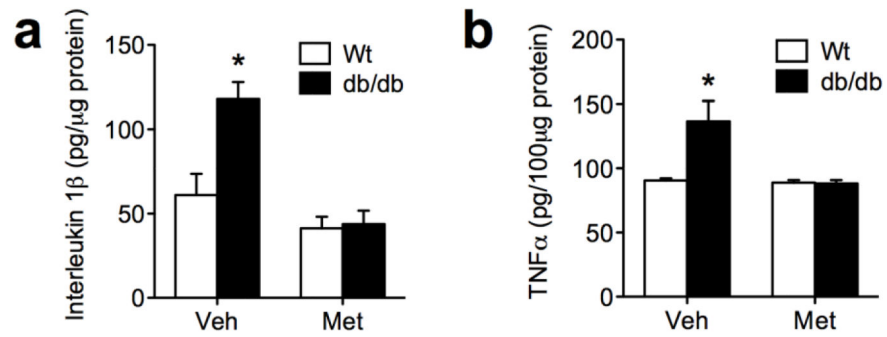 a
Interleukin 1β (pg/μg protein)
150
100
50
0
*
Wt
db/db
Veh
Met
b
TNFα (pg/100μg protein)
200
150
100
50
0
*
Wt
db/db
Veh
Met